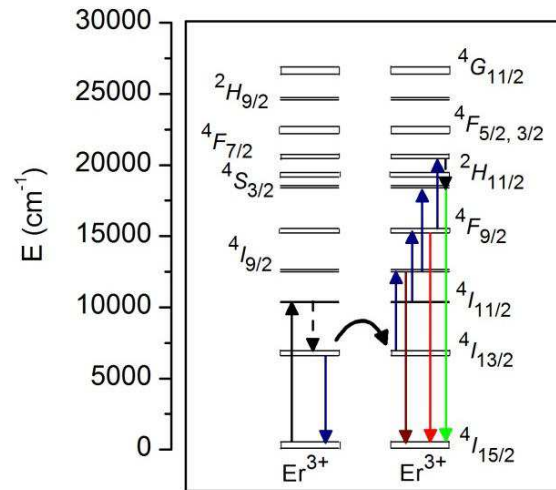 30000
25000
20000
15000
10000
5000
0
E (cm⁻¹)
²H₉/₂
⁴F₇/₂
⁴S₃/₂
⁴I₉/₂
⁴G₁₁/₂
⁴F₅/₂, ₃/₂
²H₁₁/₂
⁴F₉/₂
⁴I₁₁/₂
⁴I₁₃/₂
⁴I₁₅/₂
Er³⁺ Er³⁺